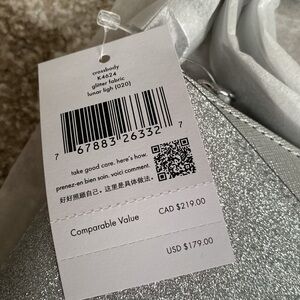 crossbody
K4624
glitter fabric
lunar ligh (020)
7 67883 26332 7
take good care. here's how.
prenez-en bien soin. voici comment.
好好照顧自己。这里是具体做法。
Comparable Value
CAD $219.00
USD $179.00